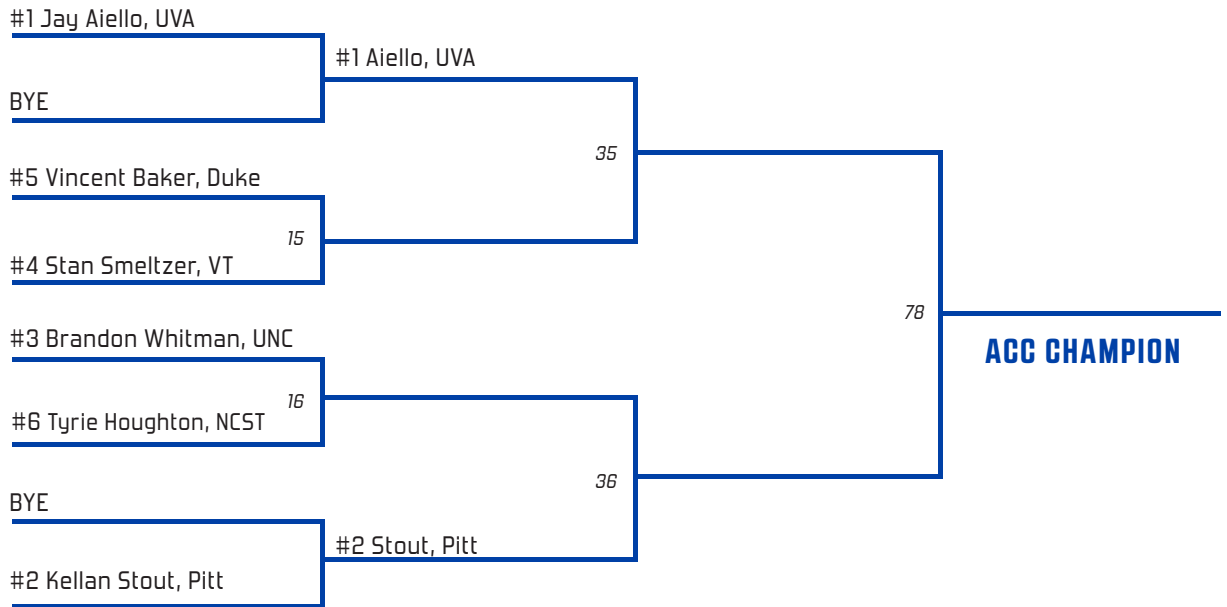 #1 Jay Aiello, UVA
#1 Aiello, UVA
BYE
35
#5 Vincent Baker, Duke
15
#4 Stan Smeltzer, VT
78
ACC CHAMPION
#3 Brandon Whitman, UNC
16
#6 Tyrie Houghton, NCST
36
BYE
#2 Stout, Pitt
#2 Kellan Stout, Pitt